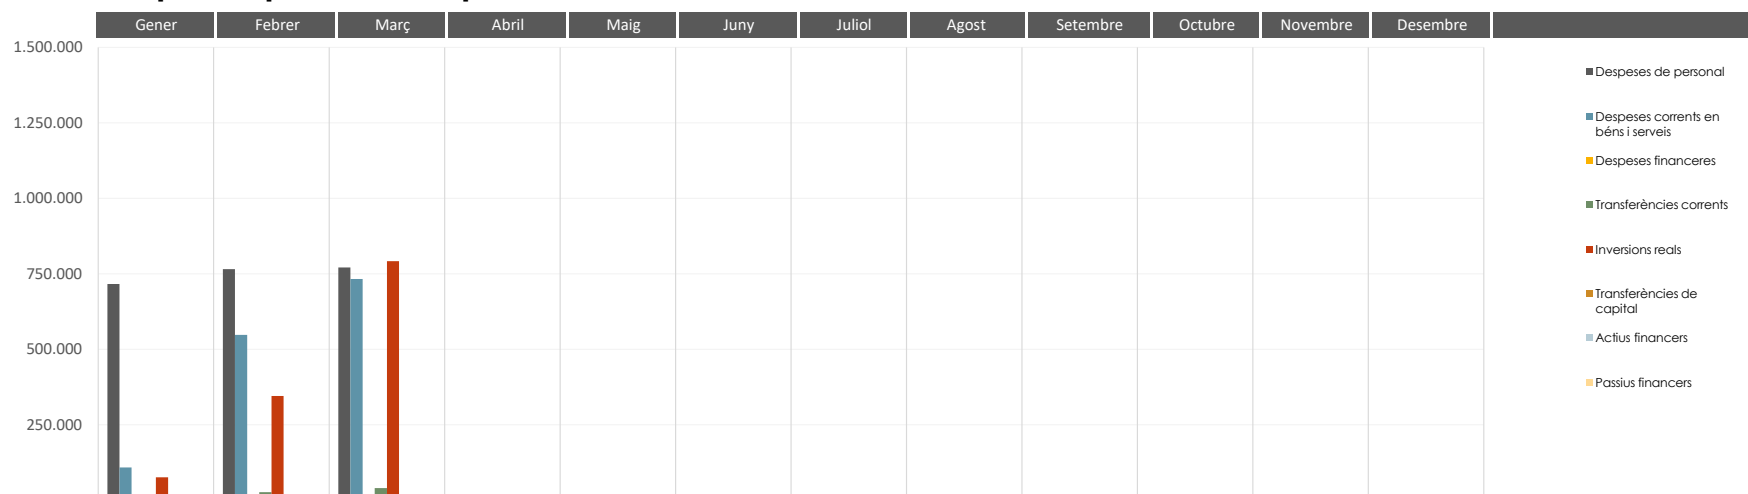 Gener Febrer Març Abril Maig Juny Juliol Agost Setembre Octubre Novembre Desembre
1.500.000
1.250.000
1.000.000
750.000
500.000
250.000
Despeses de personal
Despeses corrents en
béns i serveis
Despeses financeres
Transferències corrents
Inversions reals
Transferències de
capital
Actius financers
Passius financers